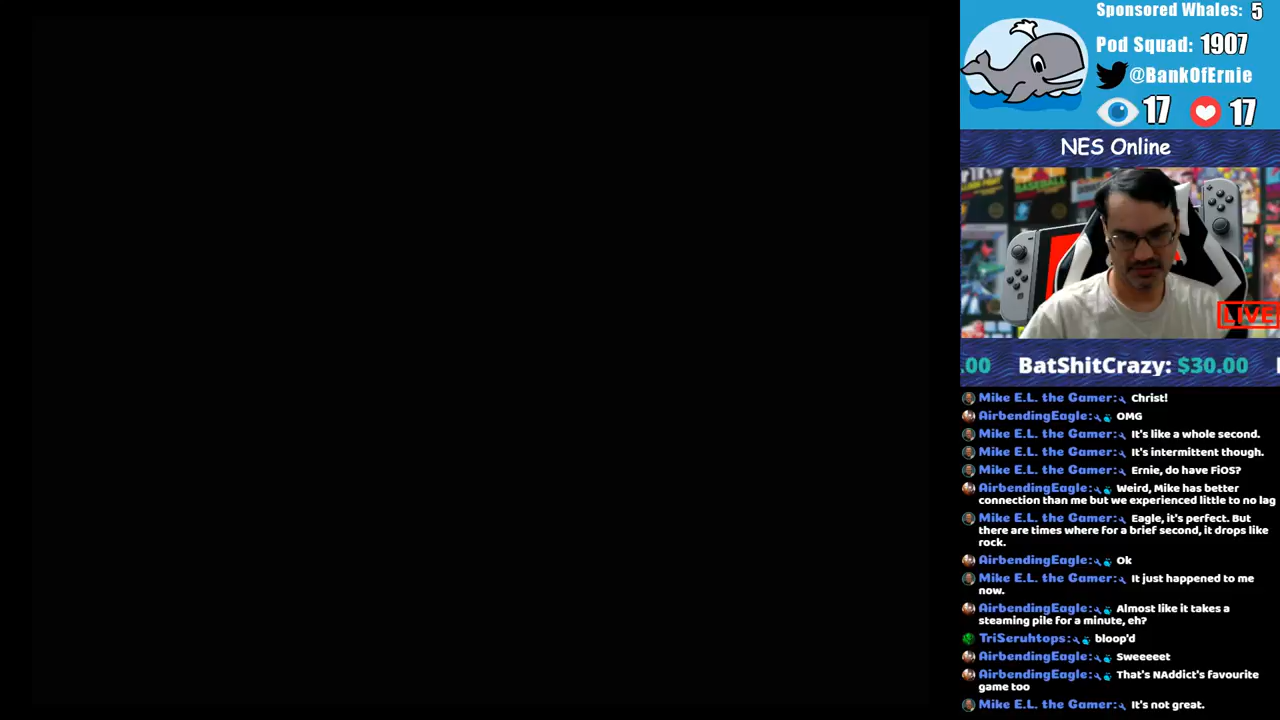 Sponsored Whales: 5
Pod Squad: 1907
@BankOfErnie
17 17
NES Online
LIVE
.00 BatShitCrazy: $30.00
Mike E.L. the Gamer: Christ!
AirbendingEagle: OMG
Mike E.L. the Gamer: It's like a whole second.
Mike E.L. the Gamer: It's intermittent though.
Mike E.L. the Gamer: Ernie, do have FiOS?
AirbendingEagle: Weird, Mike has better
connection than me but we experienced little to no lag
Mike E.L. the Gamer: Eagle, it's perfect. But
there are times where for a brief second, it drops like
rock.
AirbendingEagle: Ok
Mike E.L. the Gamer: It just happened to me
now.
AirbendingEagle: Almost like it takes a
steaming pile for a minute, eh?
TriSeruhtops: bloop'd
AirbendingEagle: Sweeeeet
AirbendingEagle: That's NAddict's favourite
game too
Mike E.L. the Gamer: It's not great.